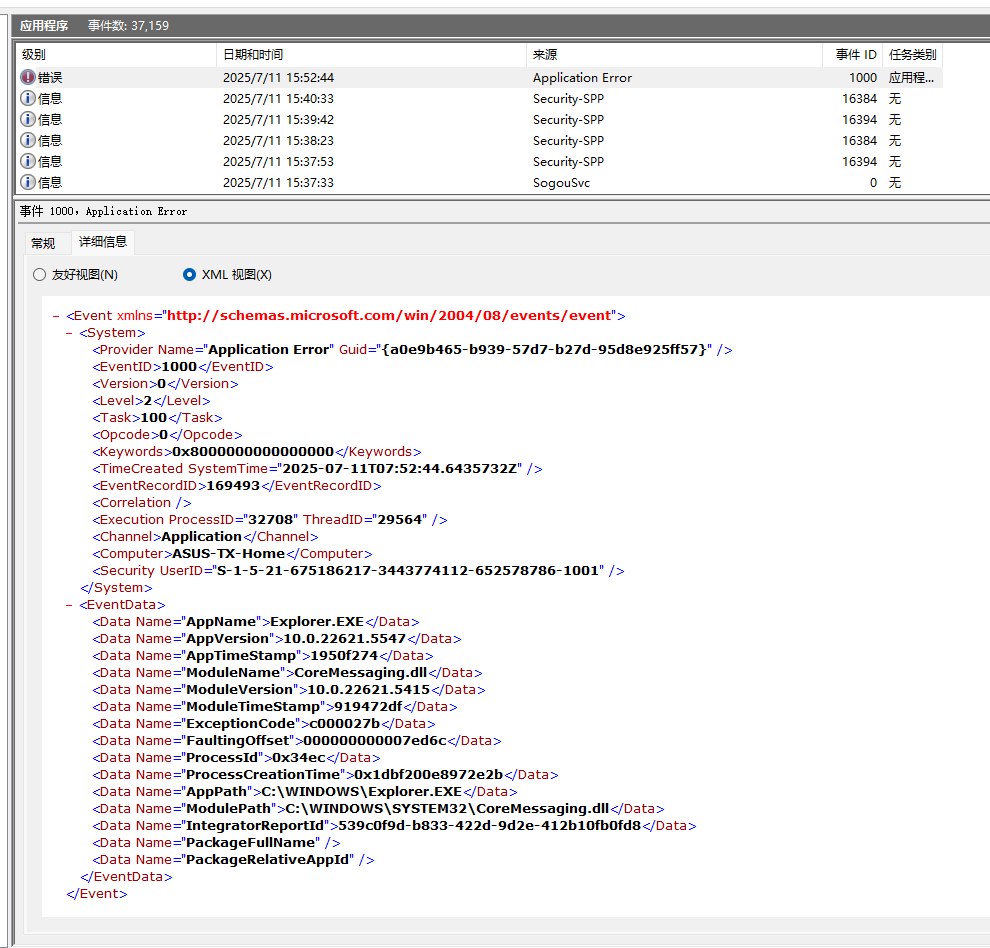 应用程序 事件数: 37,159
级别 日期和时间 来源 事件 ID 任务类别
错误 2025/7/11 15:52:44 Application Error 1000 应用程...
信息 2025/7/11 15:40:33 Security-SPP 16384 无
信息 2025/7/11 15:39:42 Security-SPP 16394 无
信息 2025/7/11 15:38:23 Security-SPP 16384 无
信息 2025/7/11 15:37:53 Security-SPP 16394 无
信息 2025/7/11 15:37:33 SogouSvc 0 无
事件 1000，Application Error
常规 详细信息
友好视图(N) XML 视图(X)
- <Event xmlns="http://schemas.microsoft.com/win/2004/08/events/event">
- <System>
<Provider Name="Application Error" Guid="{a0e9b465-b939-57d7-b27d-95d8e925ff57}" />
<EventID>1000</EventID>
<Version>0</Version>
<Level>2</Level>
<Task>100</Task>
<Opcode>0</Opcode>
<Keywords>0x8000000000000000</Keywords>
<TimeCreated SystemTime="2025-07-11T07:52:44.6435732Z" />
<EventRecordID>169493</EventRecordID>
<Correlation />
<Execution ProcessID="32708" ThreadID="29564" />
<Channel>Application</Channel>
<Computer>ASUS-TX-Home</Computer>
<Security UserID="S-1-5-21-675186217-3443774112-652578786-1001" />
</System>
- <EventData>
<Data Name="AppName">Explorer.EXE</Data>
<Data Name="AppVersion">10.0.22621.5547</Data>
<Data Name="AppTimeStamp">1950f274</Data>
<Data Name="ModuleName">CoreMessaging.dll</Data>
<Data Name="ModuleVersion">10.0.22621.5415</Data>
<Data Name="ModuleTimeStamp">919472df</Data>
<Data Name="ExceptionCode">c000027b</Data>
<Data Name="FaultingOffset">000000000007ed6c</Data>
<Data Name="ProcessId">0x34ec</Data>
<Data Name="ProcessCreationTime">0x1dbf200e8972e2b</Data>
<Data Name="AppPath">C:\WINDOWS\Explorer.EXE</Data>
<Data Name="ModulePath">C:\WINDOWS\SYSTEM32\CoreMessaging.dll</Data>
<Data Name="IntegratorReportId">539c0f9d-b833-422d-9d2e-412b10fb0fd8</Data>
<Data Name="PackageFullName" />
<Data Name="PackageRelativeAppId" />
</EventData>
</Event>